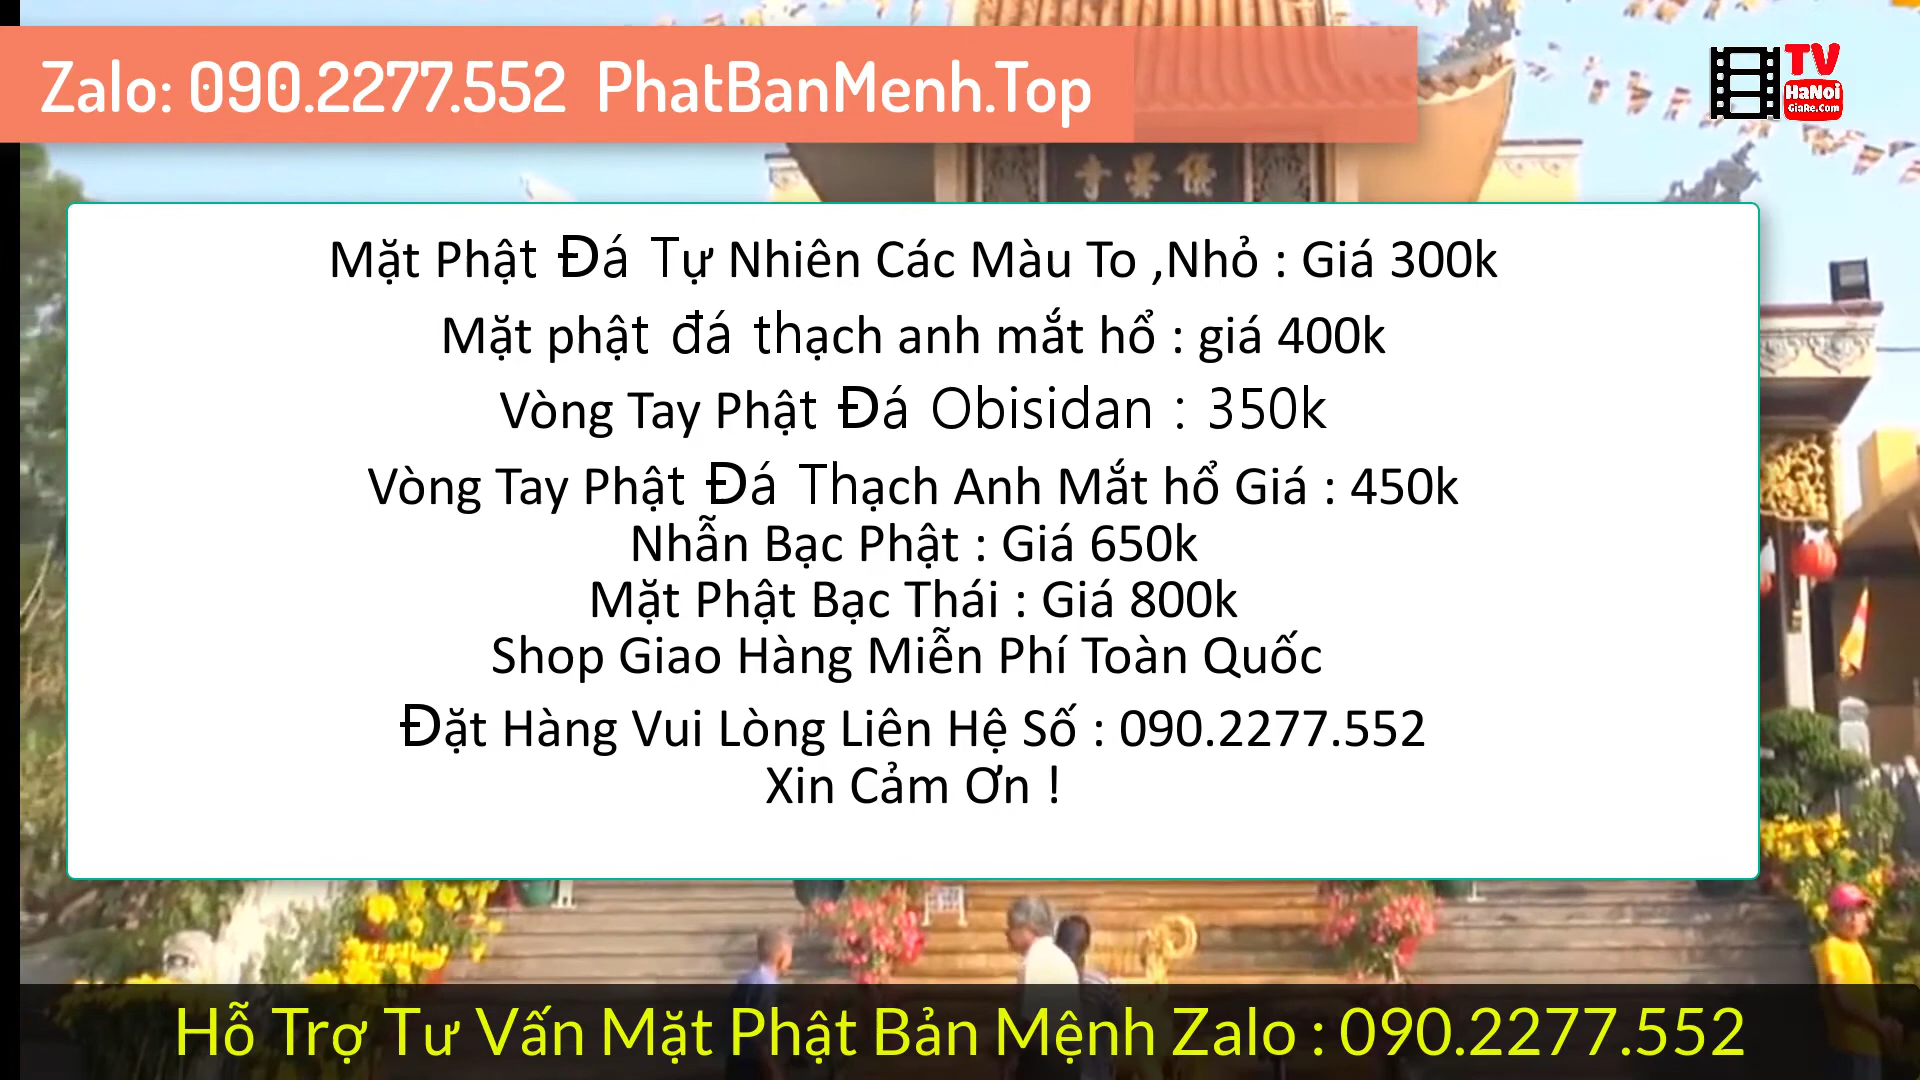 Zalo: 090.2277.552 PhatBanMenh.Top
TV
HaNoi
GiaRe.Com
寺曇儀
Mặt Phật Đá Tự Nhiên Các Màu To ,Nhỏ : Giá 300k
Mặt phật đá thạch anh mắt hổ : giá 400k
Vòng Tay Phật Đá Obisidan : 350k
Vòng Tay Phật Đá Thạch Anh Mắt hổ Giá : 450k
Nhẫn Bạc Phật : Giá 650k
Mặt Phật Bạc Thái : Giá 800k
Shop Giao Hàng Miễn Phí Toàn Quốc
Đặt Hàng Vui Lòng Liên Hệ Số : 090.2277.552
Xin Cảm Ơn !
Hỗ Trợ Tư Vấn Mặt Phật Bản Mệnh Zalo : 090.2277.552